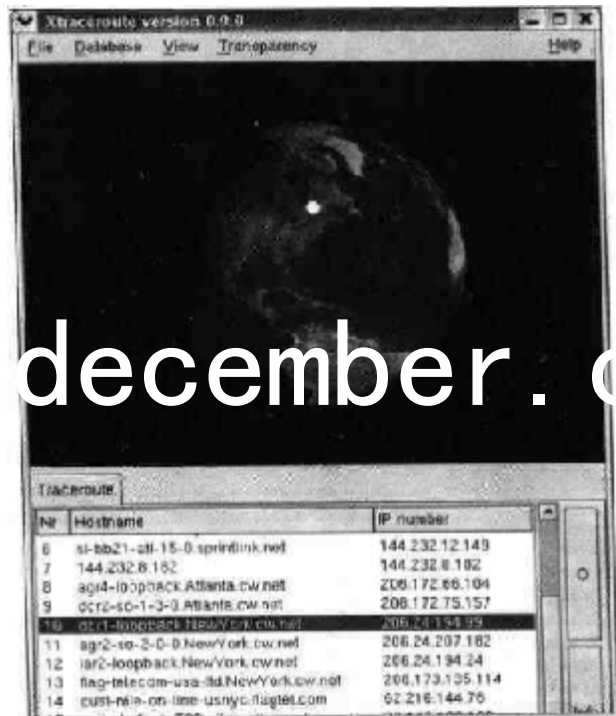 Xtraceroute version 0.9.0
File Database View Transparency Help
december.
Traceroute
Nr Hostname IP number
6 sl-bb21-atl-15-0.sprintlink.net 144.232.12.149
7 144.232.8.182 144.232.8.182
8 agr4-loopback.Atlanta.cw.net 206.172.66.104
9 dcr2-so-1-3-0.Atlanta.cw.net 206.172.75.157
10 dcr1-loopback.NewYork.cw.net 206.24.194.99
11 agr2-so-2-0-0.NewYork.cw.net 206.24.207.182
12 iar2-loopback.NewYork.cw.net 206.24.194.24
13 flag-telecom-usa-ltd.NewYork.cw.net 206.173.135.114
14 cust-nile-on-line-usnyc.flagtel.com 62.216.144.76